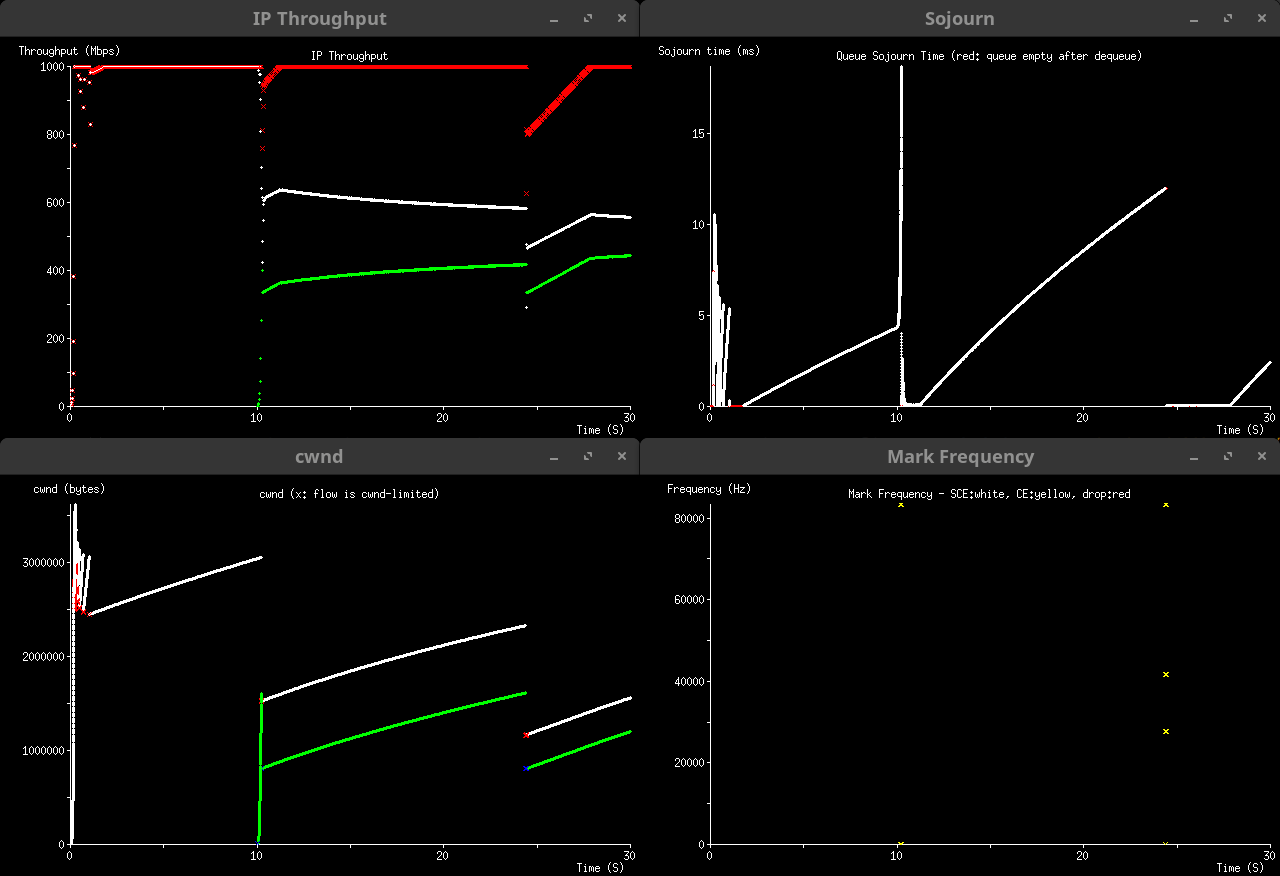 IP Throughput
Throughput (Mbps)
IP Throughput
1000
800
600
400
200
0
0
10
20
30
Time (S)
Sojourn
Sojourn time (ms)
Queue Sojourn Time (red: queue empty after dequeue)
15
10
5
0
0
10
20
30
Time (S)
cwnd
cwnd (bytes)
cwnd (x: flow is cwnd-limited)
3000000
2000000
1000000
0
0
10
20
30
Time (S)
Mark Frequency
Frequency (Hz)
Mark Frequency - SCE:white, CE:yellow, drop:red
80000
60000
40000
20000
0
0
10
20
30
Time (S)